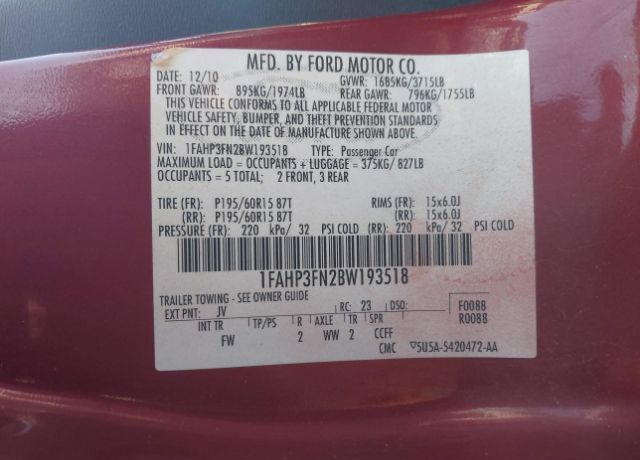 MFD. BY FORD MOTOR CO.
DATE: 12/10 GVWR: 1685KG/3715LB
FRONT GAWR: 895KG/1974LB REAR GAWR: 796KG/1755LB
THIS VEHICLE CONFORMS TO ALL APPLICABLE FEDERAL MOTOR
VEHICLE SAFETY, BUMPER, AND THEFT PREVENTION STANDARDS
IN EFFECT ON THE DATE OF MANUFACTURE SHOWN ABOVE.
VIN: 1FAHP3FN2BW193518 TYPE: Passenger Car
MAXIMUM LOAD = OCCUPANTS + LUGGAGE = 375KG/ 827LB
OCCUPANTS = 5 TOTAL; 2 FRONT, 3 REAR
TIRE (FR): P195/60R15 87T RIMS (FR): 15x6.0J
(RR): P195/60R15 87T (RR): 15x6.0J
PRESSURE (FR): 220 kPa/ 32 PSI COLD (RR): 220 kPa/ 32 PSI COLD
1FAHP3FN2BW193518
TRAILER TOWING - SEE OWNER GUIDE
EXT PNT: JV RC: 23 DSO: F0088
INT TR TP/PS R AXLE TR SPR R0088
FW 2 WW 2 CCFF
CMC 5U5A-5420472-AA